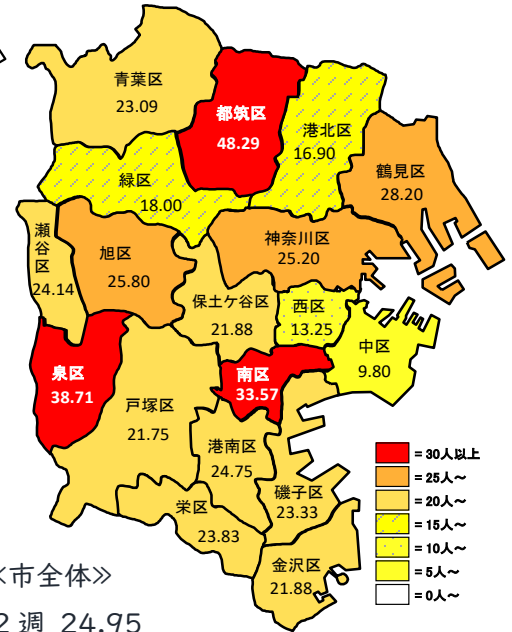 青葉区
23.09
都筑区
48.29
港北区
16.90
鶴見区
28.20
緑区
18.00
瀬谷区
24.14
旭区
25.80
神奈川区
25.20
保土ケ谷区
21.88
西区
13.25
中区
9.80
泉区
38.71
南区
33.57
戸塚区
21.75
港南区
24.75
磯子区
23.33
栄区
23.83
金沢区
21.88
=30人以上
=25人～
=20人～
=15人～
=10人～
=5人～
=0人～
≪市全体≫
2週 24.95